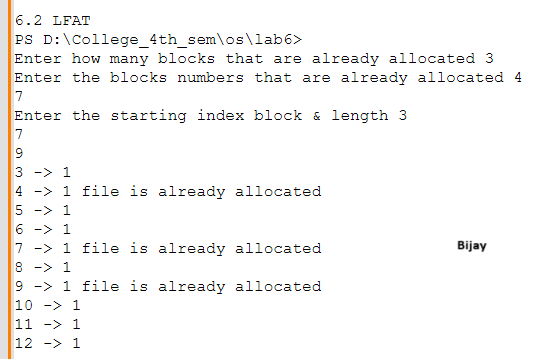 6.2 LFAT
PS D:\College_4th_sem\os\lab6>
Enter how many blocks that are already allocated 3
Enter the blocks numbers that are already allocated 4
7
Enter the starting index block & length 3
7
9
3 -> 1
4 -> 1 file is already allocated
5 -> 1
6 -> 1
7 -> 1 file is already allocated
Bijay
8 -> 1
9 -> 1 file is already allocated
10 -> 1
11 -> 1
12 -> 1